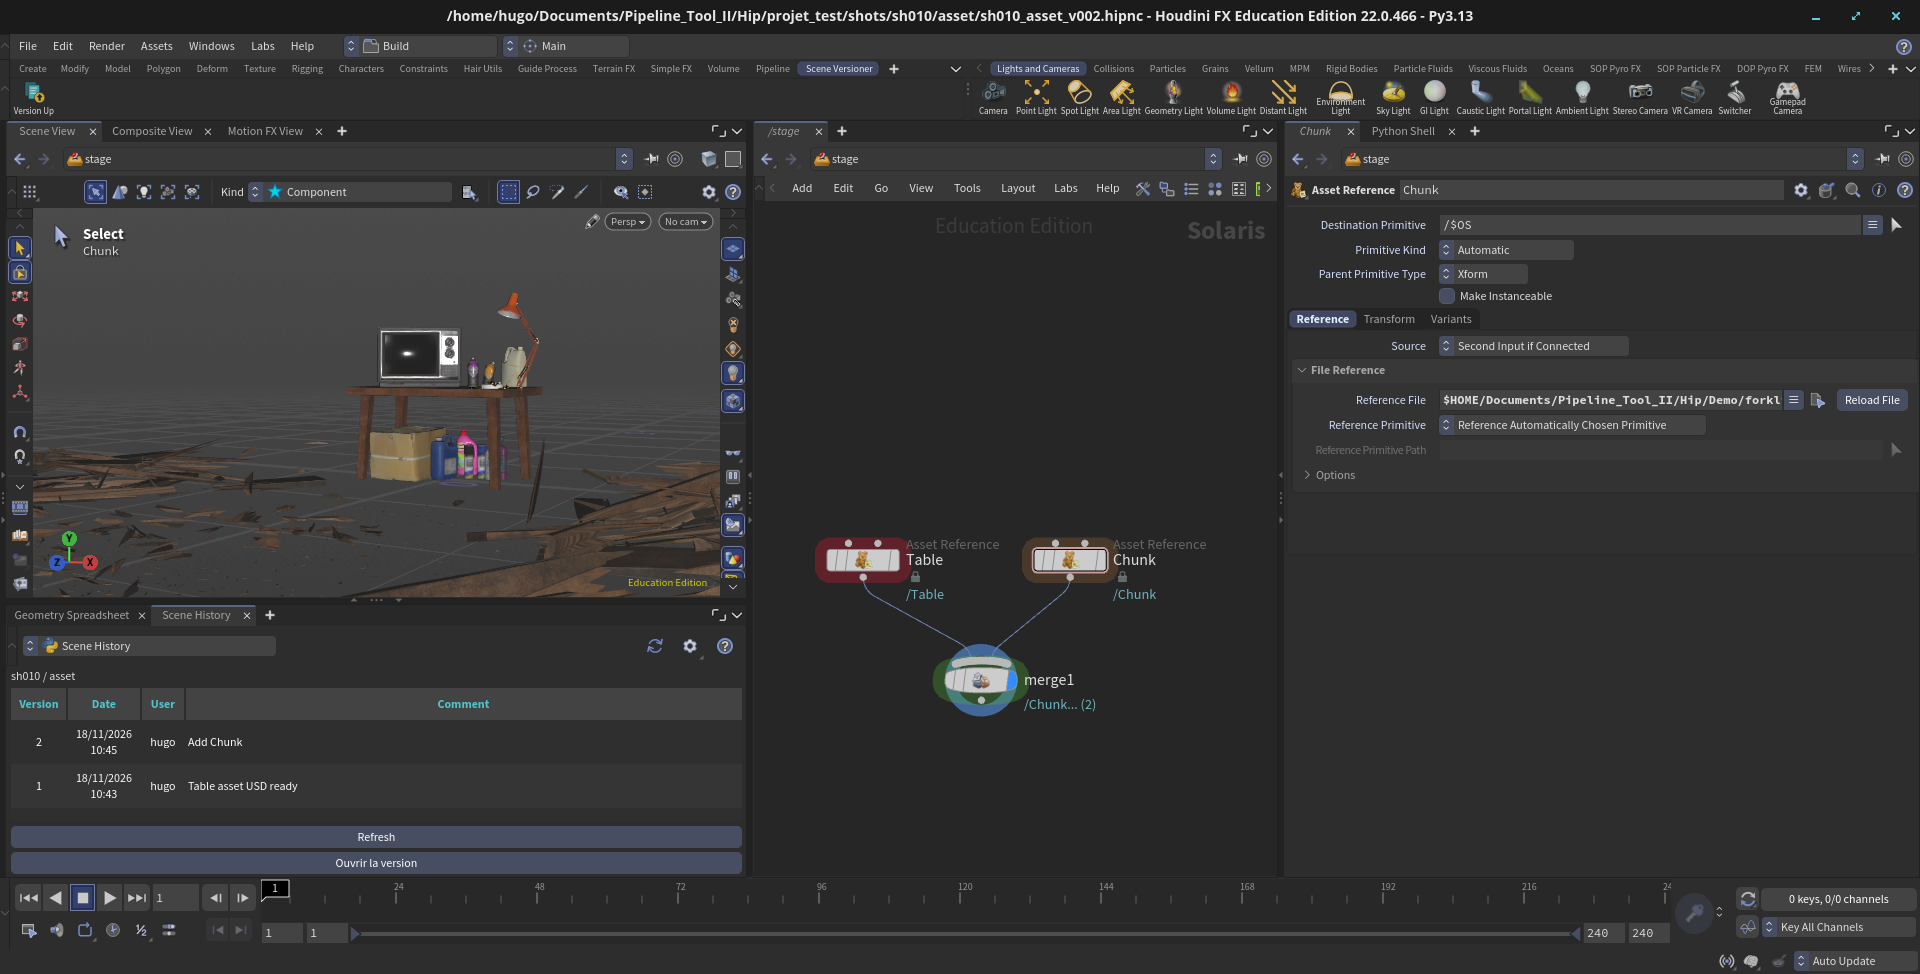 /home/hugo/Documents/Pipeline_Tool_II/Hip/projet_test/shots/sh010/asset/sh010_asset_v002.hipnc - Houdini FX Education Edition 22.0.466 - Py3.13
File Edit Render Assets Windows Labs Help Build Main
Create Modify Model Polygon Deform Texture Rigging Characters Constraints Hair Utils Guide Process Terrain FX Simple FX Volume Pipeline Scene Versioner
Lights and Cameras Collisions Particles Grains Vellum MPM Rigid Bodies Particle Fluids Viscous Fluids Oceans SOP Pyro FX SOP Particle FX DOP Pyro FX FEM Wires
Version Up
Camera Point Light Spot Light Area Light Geometry Light Volume Light Distant Light Environment Light Sky Light GI Light Caustic Light Portal Light Ambient Light Stereo Camera VR Camera Switcher Gamepad Camera
Scene View Composite View Motion FX View
stage
Kind Component
Persp No cam
Select
Chunk
Y
Z X
Education Edition
Geometry Spreadsheet Scene History
Scene History
sh010 / asset
Version Date User Comment
2 18/11/2026 10:45 hugo Add Chunk
1 18/11/2026 10:43 hugo Table asset USD ready
Refresh
Ouvrir la version
/stage
stage
Add Edit Go View Tools Layout Labs Help
Education Edition Solaris
Asset Reference
Table
/Table
Asset Reference
Chunk
/Chunk
merge1
/Chunk... (2)
Chunk Python Shell
stage
Asset Reference Chunk
Destination Primitive /$OS
Primitive Kind Automatic
Parent Primitive Type Xform
Make Instanceable
Reference Transform Variants
Source Second Input if Connected
File Reference
Reference File $HOME/Documents/Pipeline_Tool_II/Hip/Demo/forkl Reload File
Reference Primitive Reference Automatically Chosen Primitive
Reference Primitive Path
Options
1 1 24 48 72 96 120 144 168 192 216 24
0 keys, 0/0 channels
½
1 1 240 240
Key All Channels
Auto Update